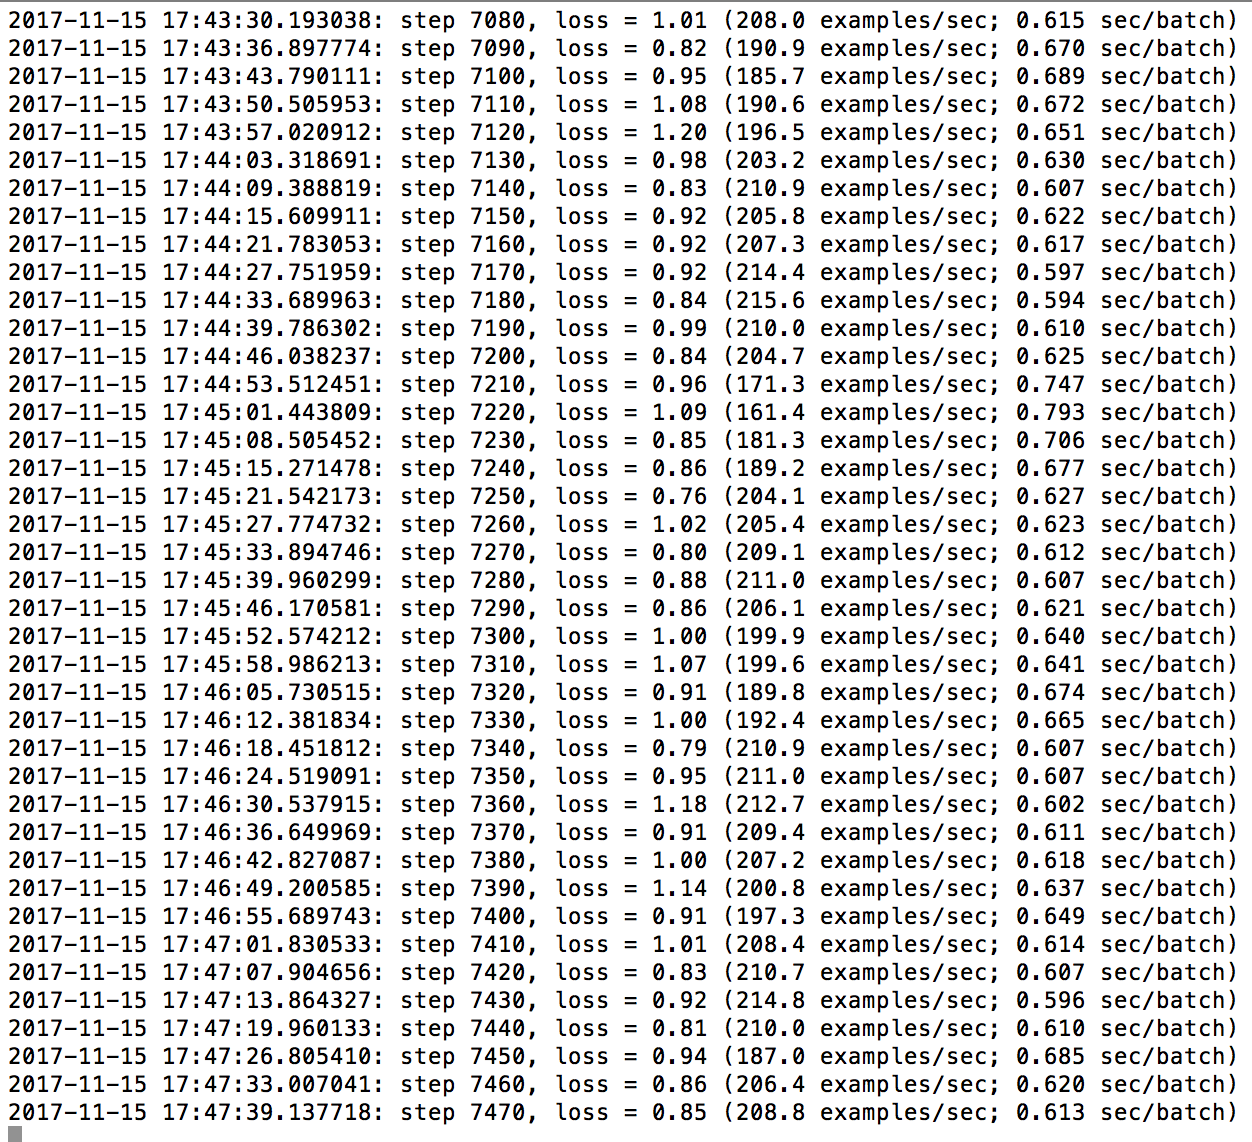 2017-11-15 17:43:30.193038: step 7080, loss = 1.01 (208.0 examples/sec; 0.615 sec/batch)
2017-11-15 17:43:36.897774: step 7090, loss = 0.82 (190.9 examples/sec; 0.670 sec/batch)
2017-11-15 17:43:43.790111: step 7100, loss = 0.95 (185.7 examples/sec; 0.689 sec/batch)
2017-11-15 17:43:50.505953: step 7110, loss = 1.08 (190.6 examples/sec; 0.672 sec/batch)
2017-11-15 17:43:57.020912: step 7120, loss = 1.20 (196.5 examples/sec; 0.651 sec/batch)
2017-11-15 17:44:03.318691: step 7130, loss = 0.98 (203.2 examples/sec; 0.630 sec/batch)
2017-11-15 17:44:09.388819: step 7140, loss = 0.83 (210.9 examples/sec; 0.607 sec/batch)
2017-11-15 17:44:15.609911: step 7150, loss = 0.92 (205.8 examples/sec; 0.622 sec/batch)
2017-11-15 17:44:21.783053: step 7160, loss = 0.92 (207.3 examples/sec; 0.617 sec/batch)
2017-11-15 17:44:27.751959: step 7170, loss = 0.92 (214.4 examples/sec; 0.597 sec/batch)
2017-11-15 17:44:33.689963: step 7180, loss = 0.84 (215.6 examples/sec; 0.594 sec/batch)
2017-11-15 17:44:39.786302: step 7190, loss = 0.99 (210.0 examples/sec; 0.610 sec/batch)
2017-11-15 17:44:46.038237: step 7200, loss = 0.84 (204.7 examples/sec; 0.625 sec/batch)
2017-11-15 17:44:53.512451: step 7210, loss = 0.96 (171.3 examples/sec; 0.747 sec/batch)
2017-11-15 17:45:01.443809: step 7220, loss = 1.09 (161.4 examples/sec; 0.793 sec/batch)
2017-11-15 17:45:08.505452: step 7230, loss = 0.85 (181.3 examples/sec; 0.706 sec/batch)
2017-11-15 17:45:15.271478: step 7240, loss = 0.86 (189.2 examples/sec; 0.677 sec/batch)
2017-11-15 17:45:21.542173: step 7250, loss = 0.76 (204.1 examples/sec; 0.627 sec/batch)
2017-11-15 17:45:27.774732: step 7260, loss = 1.02 (205.4 examples/sec; 0.623 sec/batch)
2017-11-15 17:45:33.894746: step 7270, loss = 0.80 (209.1 examples/sec; 0.612 sec/batch)
2017-11-15 17:45:39.960299: step 7280, loss = 0.88 (211.0 examples/sec; 0.607 sec/batch)
2017-11-15 17:45:46.170581: step 7290, loss = 0.86 (206.1 examples/sec; 0.621 sec/batch)
2017-11-15 17:45:52.574212: step 7300, loss = 1.00 (199.9 examples/sec; 0.640 sec/batch)
2017-11-15 17:45:58.986213: step 7310, loss = 1.07 (199.6 examples/sec; 0.641 sec/batch)
2017-11-15 17:46:05.730515: step 7320, loss = 0.91 (189.8 examples/sec; 0.674 sec/batch)
2017-11-15 17:46:12.381834: step 7330, loss = 1.00 (192.4 examples/sec; 0.665 sec/batch)
2017-11-15 17:46:18.451812: step 7340, loss = 0.79 (210.9 examples/sec; 0.607 sec/batch)
2017-11-15 17:46:24.519091: step 7350, loss = 0.95 (211.0 examples/sec; 0.607 sec/batch)
2017-11-15 17:46:30.537915: step 7360, loss = 1.18 (212.7 examples/sec; 0.602 sec/batch)
2017-11-15 17:46:36.649969: step 7370, loss = 0.91 (209.4 examples/sec; 0.611 sec/batch)
2017-11-15 17:46:42.827087: step 7380, loss = 1.00 (207.2 examples/sec; 0.618 sec/batch)
2017-11-15 17:46:49.200585: step 7390, loss = 1.14 (200.8 examples/sec; 0.637 sec/batch)
2017-11-15 17:46:55.689743: step 7400, loss = 0.91 (197.3 examples/sec; 0.649 sec/batch)
2017-11-15 17:47:01.830533: step 7410, loss = 1.01 (208.4 examples/sec; 0.614 sec/batch)
2017-11-15 17:47:07.904656: step 7420, loss = 0.83 (210.7 examples/sec; 0.607 sec/batch)
2017-11-15 17:47:13.864327: step 7430, loss = 0.92 (214.8 examples/sec; 0.596 sec/batch)
2017-11-15 17:47:19.960133: step 7440, loss = 0.81 (210.0 examples/sec; 0.610 sec/batch)
2017-11-15 17:47:26.805410: step 7450, loss = 0.94 (187.0 examples/sec; 0.685 sec/batch)
2017-11-15 17:47:33.007041: step 7460, loss = 0.86 (206.4 examples/sec; 0.620 sec/batch)
2017-11-15 17:47:39.137718: step 7470, loss = 0.85 (208.8 examples/sec; 0.613 sec/batch)